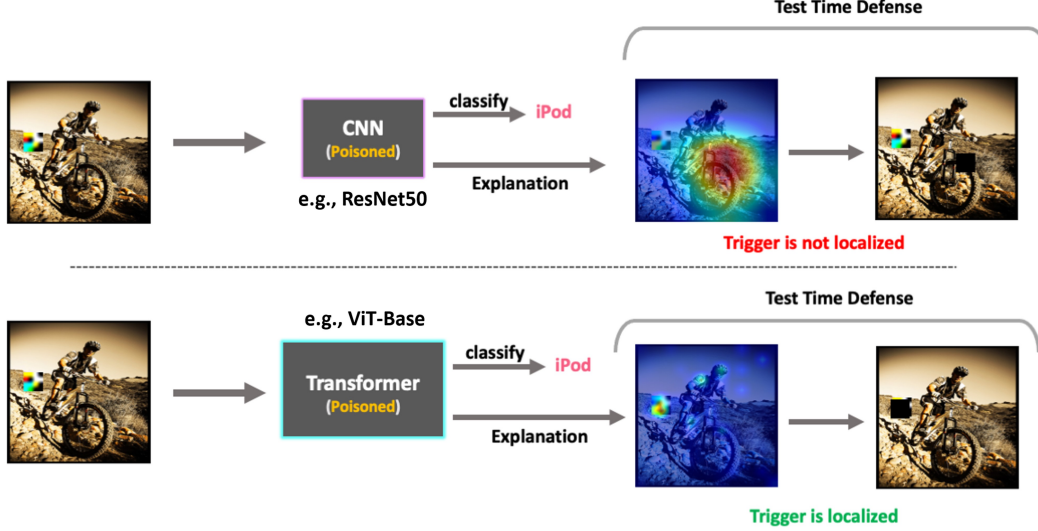 Test Time Defense
classify
iPod
CNN
(Poisoned)
Explanation
e.g., ResNet50
Trigger is not localized
Test Time Defense
e.g., ViT-Base
classify
iPod
Transformer
(Poisoned)
Explanation
Trigger is localized